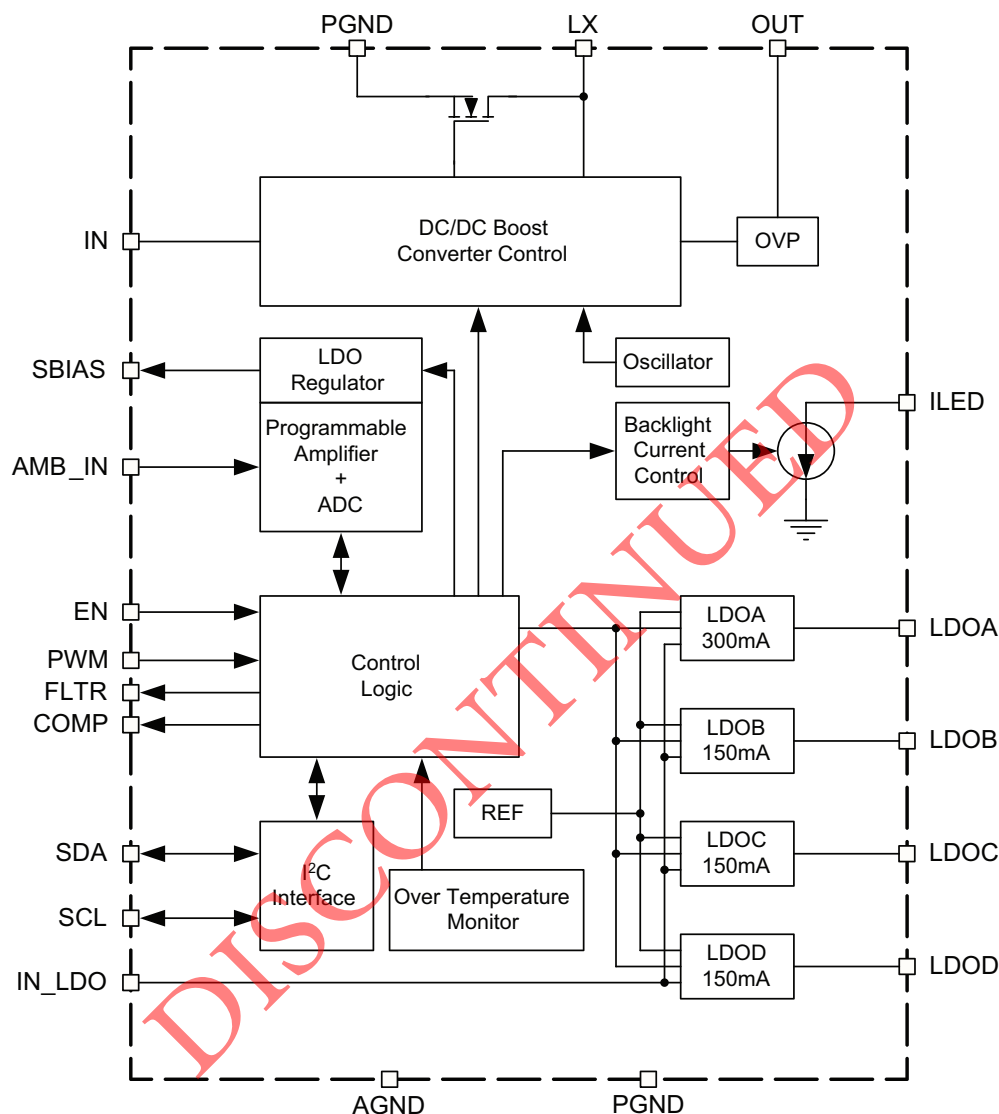 PGND
LX
OUT
IN
DC/DC Boost
Converter Control
OVP
SBIAS
LDO
Regulator
Oscillator
ILED
AMB_IN
Programmable
Amplifier
+
ADC
Backlight
Current
Control
EN
PWM
FLTR
COMP
Control
Logic
LDOA
300mA
LDOA
LDOB
150mA
LDOB
REF
LDOC
150mA
LDOC
SDA
SCL
I²C
Interface
Over Temperature
Monitor
LDOD
150mA
LDOD
IN_LDO
AGND
PGND
DISCONTINUED